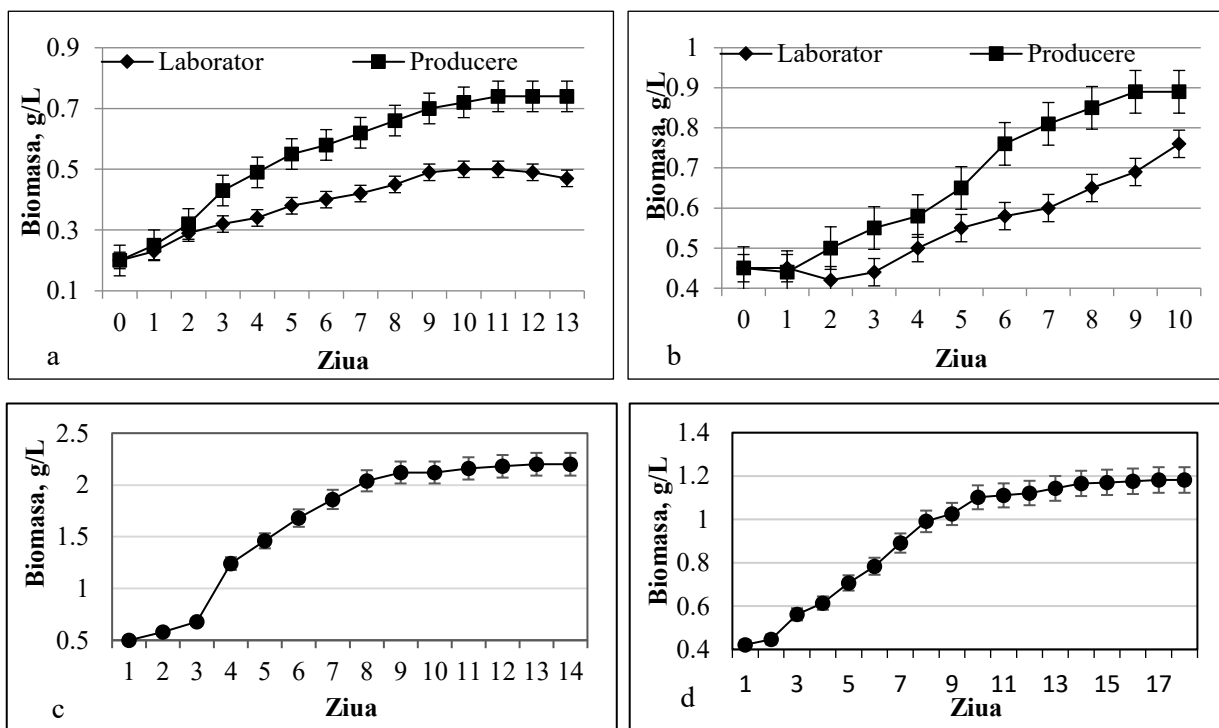 Biomasa, g/L
0.9
0.7
0.5
0.3
0.1
Laborator Producere
0 1 2 3 4 5 6 7 8 9 10 11 12 13
Ziua
a
Biomasa, g/L
1
0.9
0.8
0.7
0.6
0.5
0.4
Laborator Producere
0 1 2 3 4 5 6 7 8 9 10
Ziua
b
Biomasa, g/L
2.5
2
1.5
1
0.5
1 2 3 4 5 6 7 8 9 10 11 12 13 14
Ziua
c
Biomasa, g/L
1.4
1.2
1
0.8
0.6
0.4
1 3 5 7 9 11 13 15 17
Ziua
d